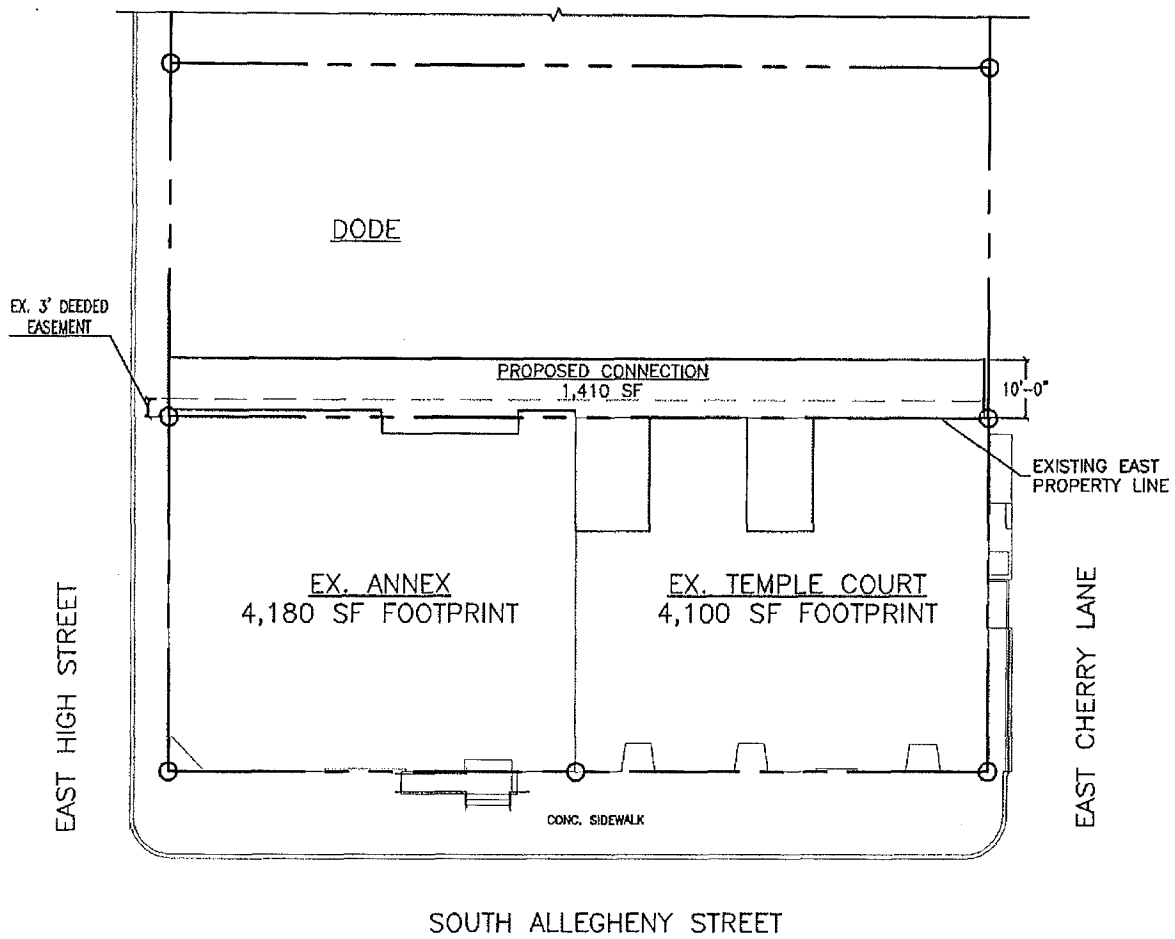 DODE
EX. 3' DEEDED
EASEMENT
PROPOSED CONNECTION
1,410 SF
10'-0"
EXISTING EAST
PROPERTY LINE
EX. ANNEX
4,180 SF FOOTPRINT
EX. TEMPLE COURT
4,100 SF FOOTPRINT
EAST HIGH STREET
EAST CHERRY LANE
CONC. SIDEWALK
SOUTH ALLEGHENY STREET